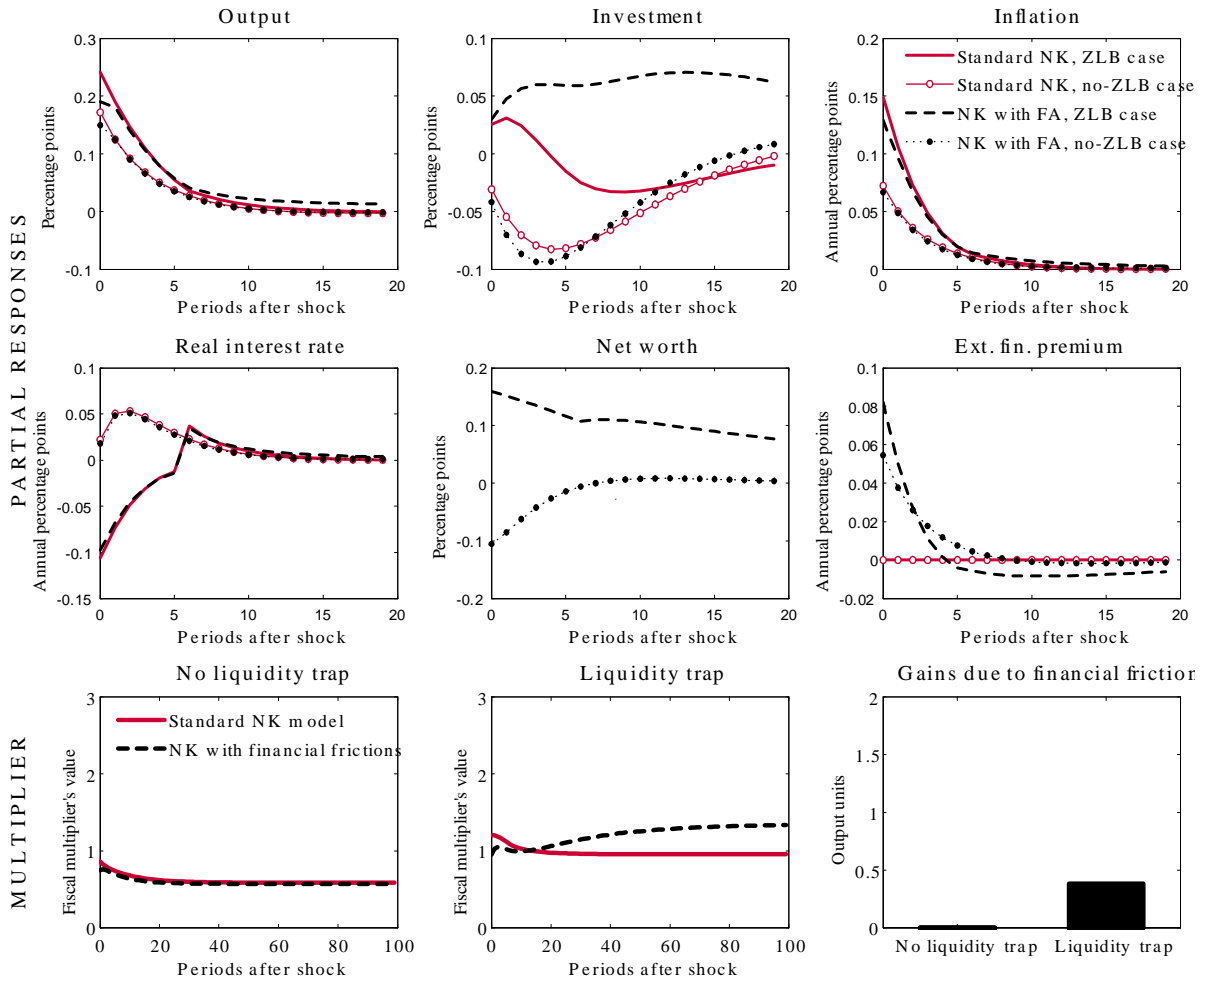 PARTIAL RESPONSES
Output
Percentage points
0.3
0.2
0.1
0
-0.1
0 5 10 15 20
Periods after shock
Investment
Percentage points
0.1
0.05
0
-0.05
-0.1
0 5 10 15 20
Periods after shock
Inflation
Annual percentage points
0.2
0.15
0.1
0.05
0
Standard NK, ZLB case
Standard NK, no-ZLB case
NK with FA, ZLB case
NK with FA, no-ZLB case
0 5 10 15 20
Periods after shock
Real interest rate
Annual percentage points
0.1
0.05
0
-0.05
-0.1
-0.15
0 5 10 15 20
Periods after shock
Net worth
Percentage points
0.2
0.1
0
-0.1
-0.2
0 5 10 15 20
Periods after shock
Ext. fin. premium
Annual percentage points
0.1
0.08
0.06
0.04
0.02
0
-0.02
0 5 10 15 20
Periods after shock
MULTIPLIER
No liquidity trap
Fiscal multiplier's value
3
2
1
0
Standard NK model
NK with financial frictions
0 20 40 60 80 100
Periods after shock
Liquidity trap
Fiscal multiplier's value
3
2
1
0
0 20 40 60 80 100
Periods after shock
Gains due to financial friction
Output units
2
1.5
1
0.5
0
No liquidity trap Liquidity trap